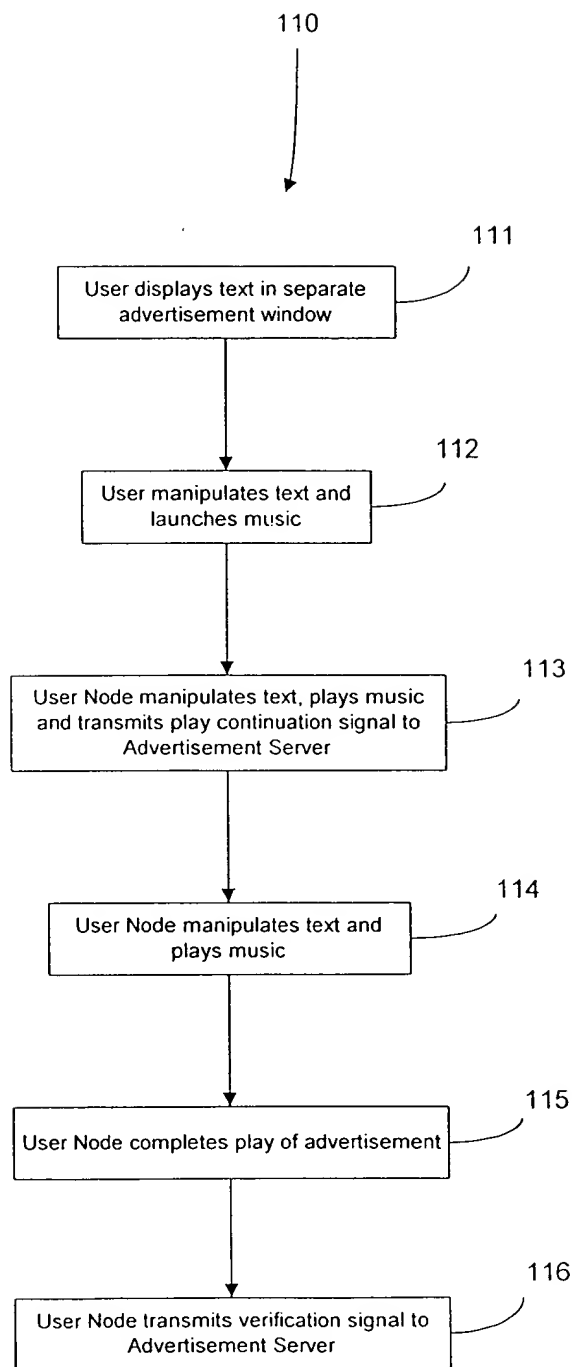 110
111
User displays text in separate
advertisement window
112
User manipulates text and
launches music
113
User Node manipulates text, plays music
and transmits play continuation signal to
Advertisement Server
114
User Node manipulates text and
plays music
115
User Node completes play of advertisement
116
User Node transmits verification signal to
Advertisement Server